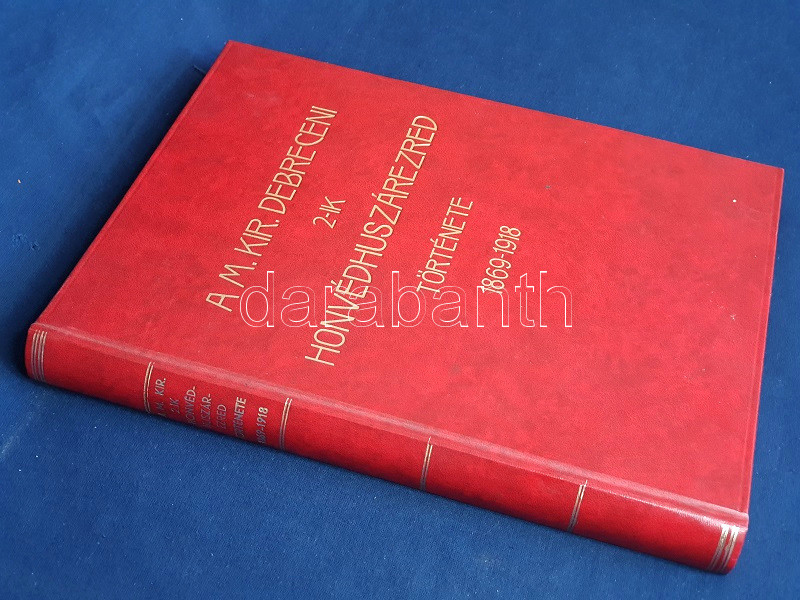 A M. KIR. DEBRECENI
2-IK
HONVÉDHUSZÁREZRED
TÖRTÉNETE
1869-1918
darabanth
A M. KIR.
2-IK
HONVÉD-
HUSZÁR-
EZRED
TÖRTÉNETE
1869-1918